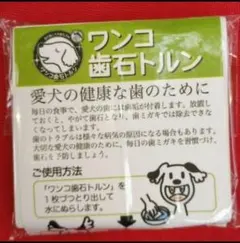 ワンコ歯石トルン
ワンコ
歯石トルン
愛犬の健康な歯のために
毎日の食事で、愛犬の歯には歯垢が付着します。放置して
おくと、やがて歯石となり、歯ミガキでは除去できな
くなってしまいます。
歯のトラブルは様々な病気の原因になる場合もあります。
大切な愛犬の健康のために、毎日の歯ミガキを習慣づけ、
歯石を予防しましょう。
ご使用方法
「ワンコ歯石トルン」を
1枚づつとり出して
水にぬらします。